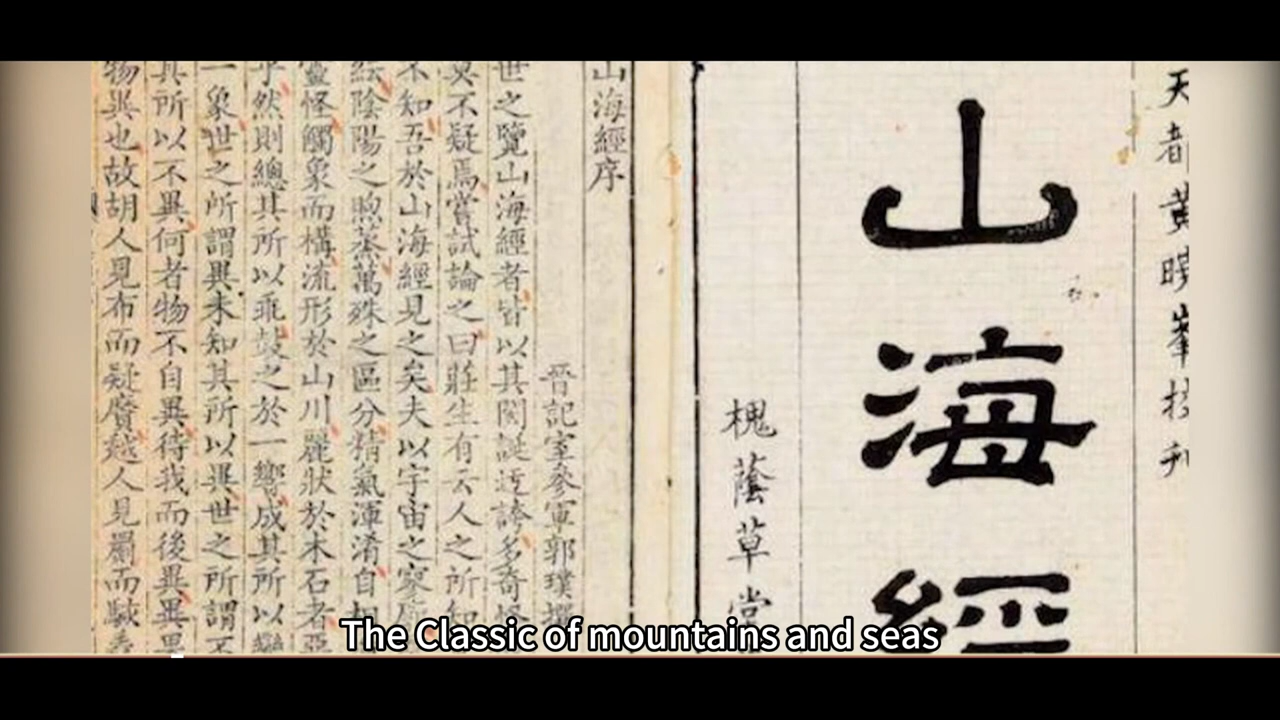 天都黄曉峯校刊
山海經
槐蔭草堂
山海經序
晉記室參軍郭璞撰
世之覽山海經者皆以其閎誕迂誇多奇怪
莫不疑焉嘗試論之曰莊生有云人之所知
不知吾於山海經見之矣夫以宇宙之寥廓
紜陰陽之煦蒸萬殊之區分精氣渾淆自相
靈怪觸象而構流形於山川麗狀於木石者惡
乎然則總其所以乖鼓之於一響成其所以變
一象世之所謂異未知其所以異世之所謂不
其所以不異何者物不自異待我而後異異果
物異也故胡人見布而疑黂越人見罽而駭毳
The Classic of mountains and seas